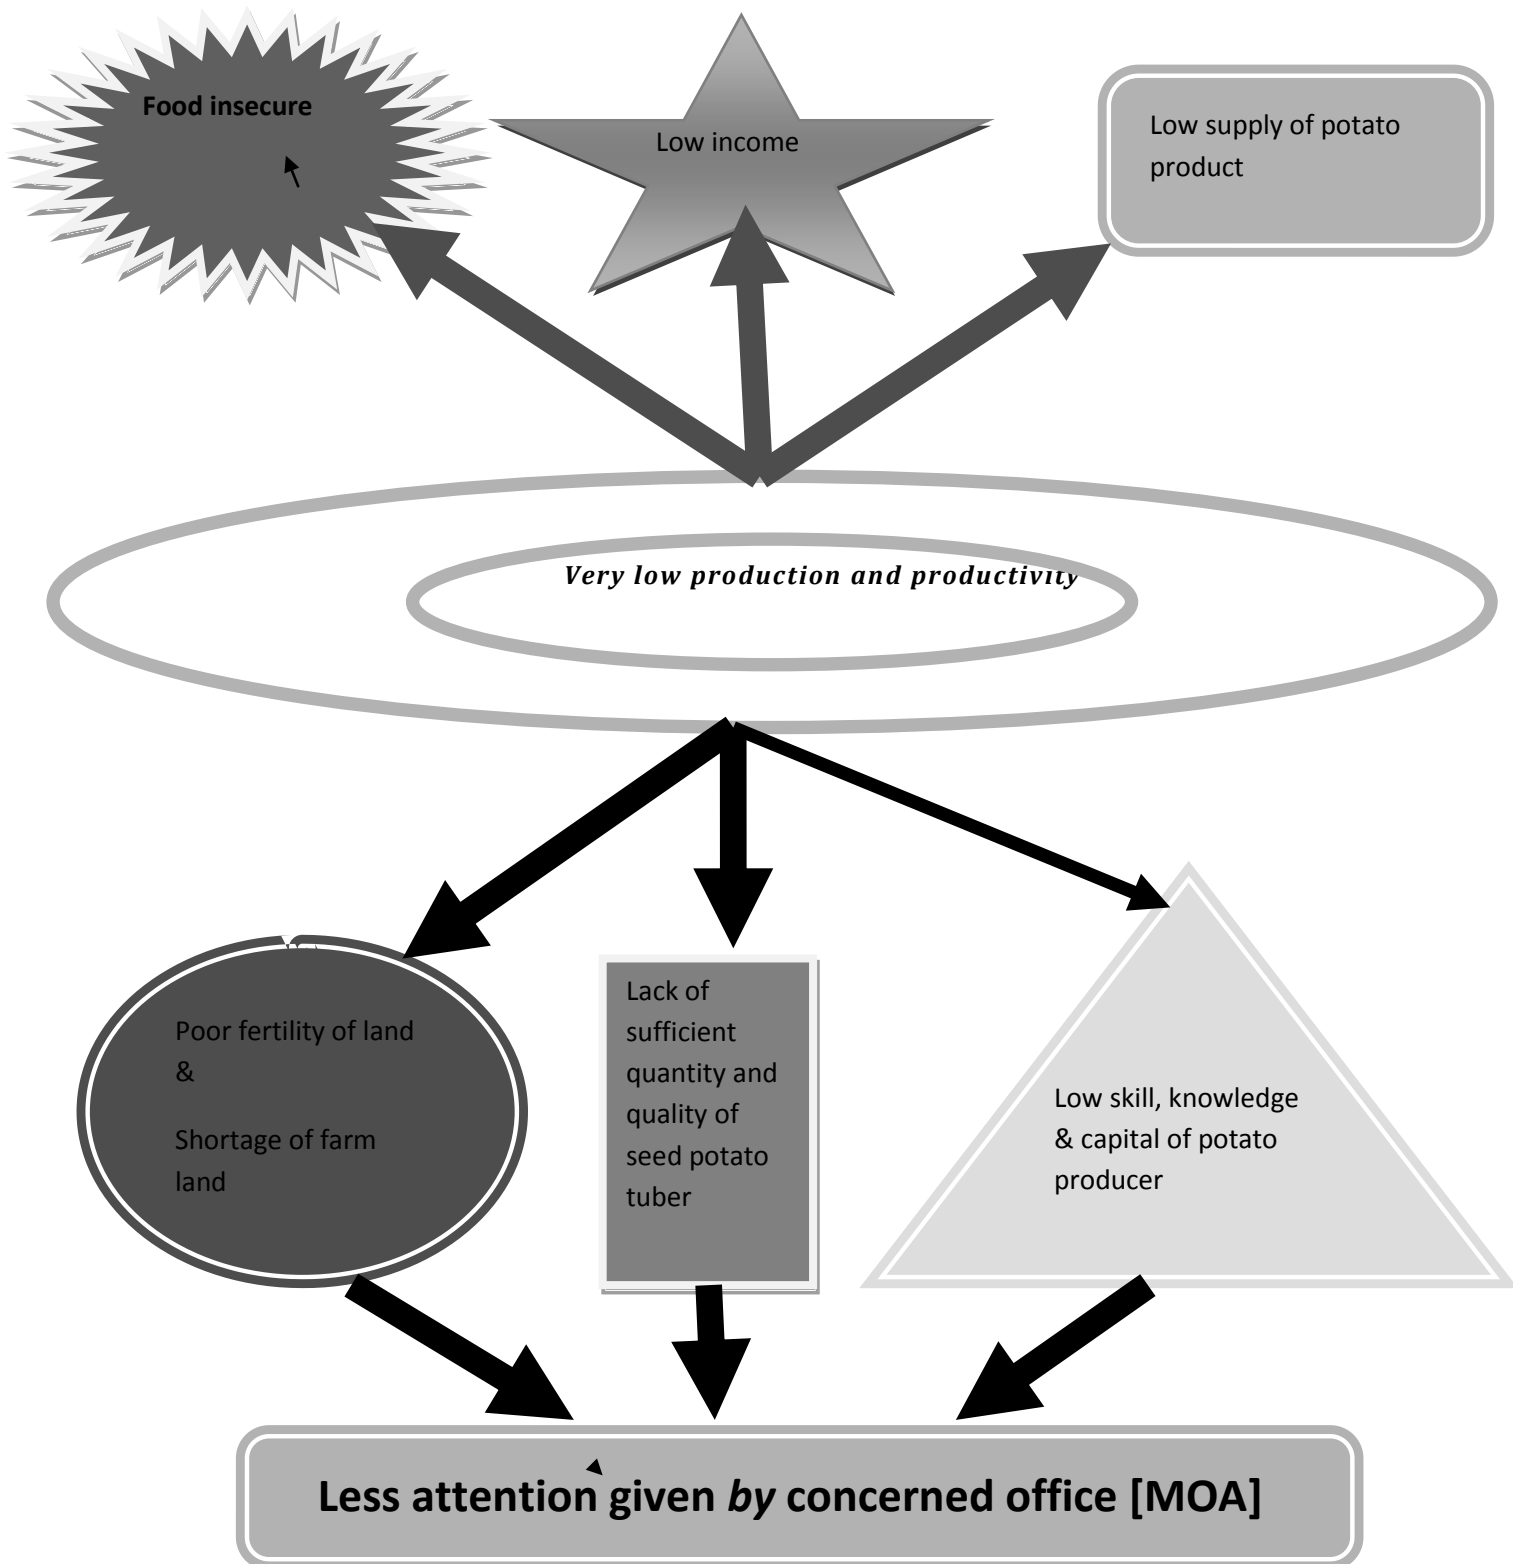 Food insecure
Low income
Low supply of potato
product
Very low production and productivity
Poor fertility of land
&
Shortage of farm
land
Lack of
sufficient
quantity and
quality of
seed potato
tuber
Low skill, knowledge
& capital of potato
producer
Less attention given by concerned office [MOA]